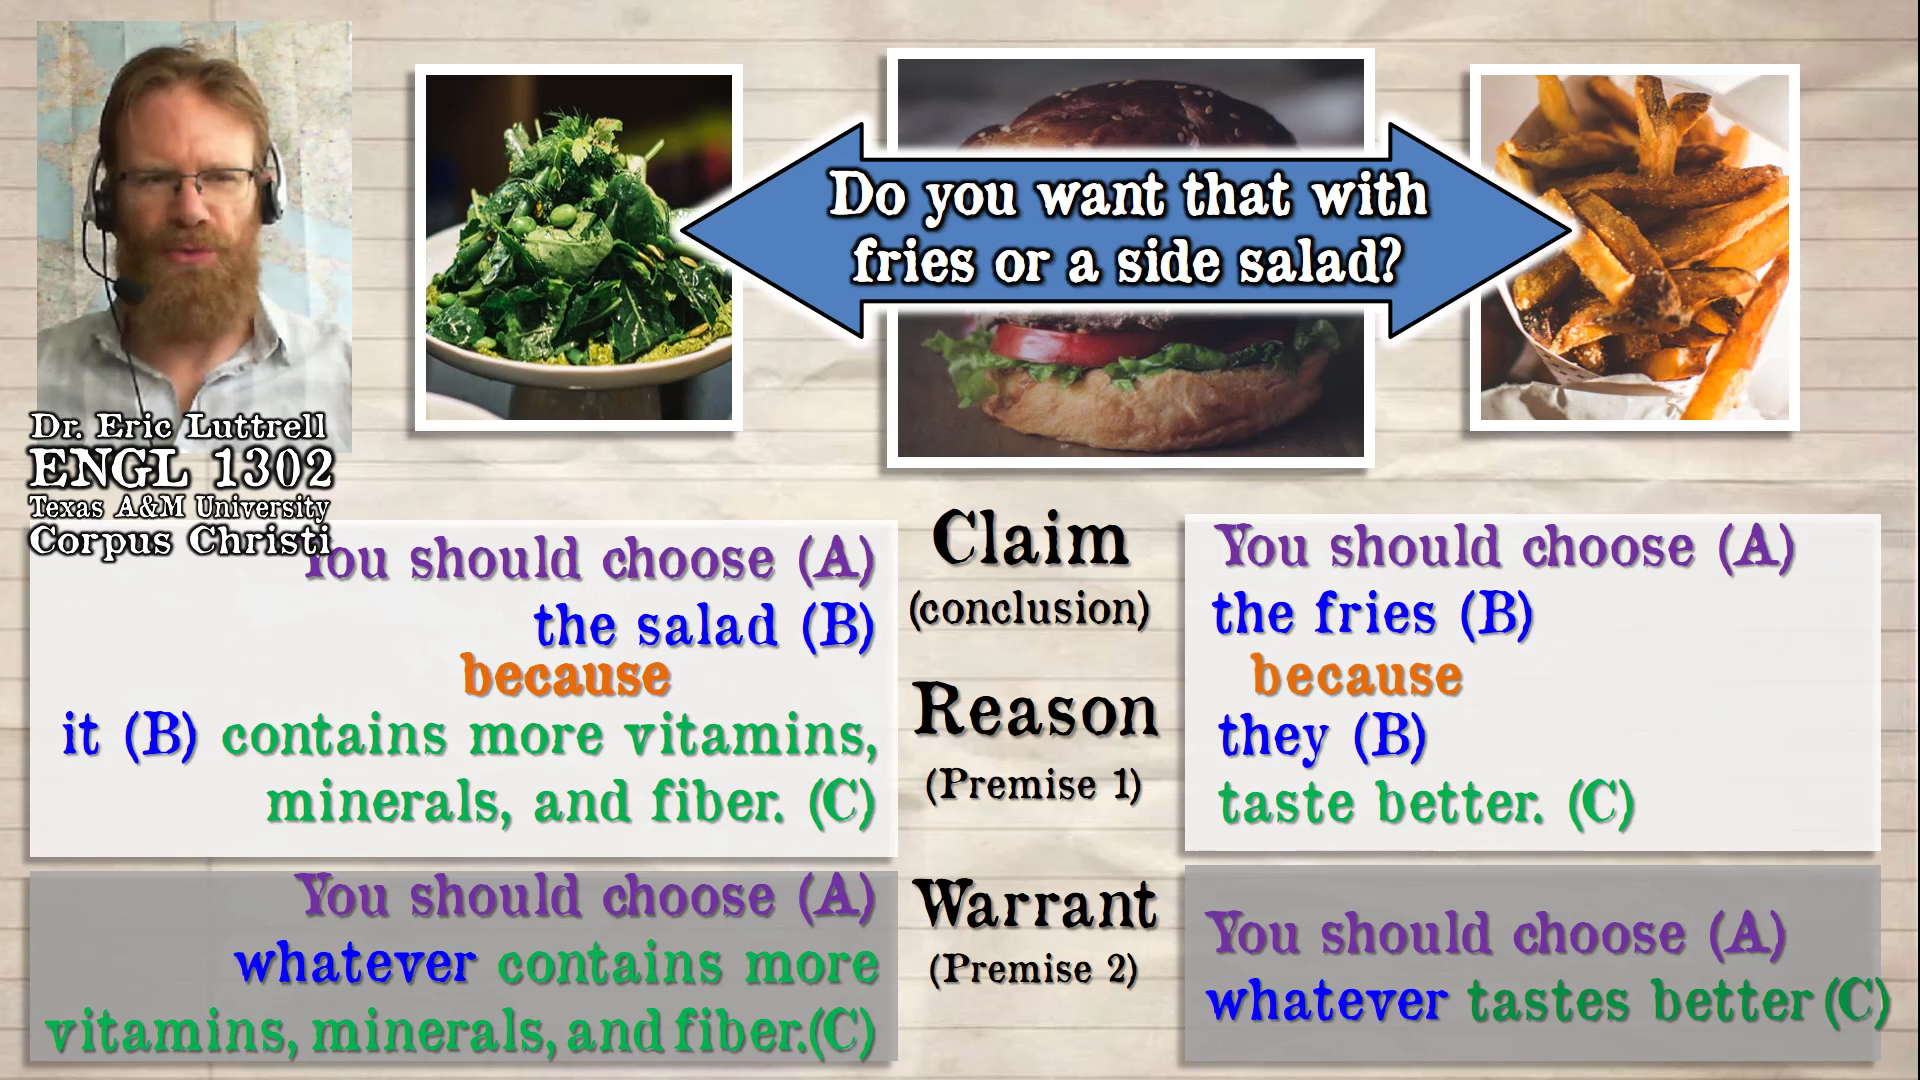 Do you want that with
fries or a side salad?
Dr. Eric Luttrell
ENGL 1302
Texas A&M University
Corpus Christi
You should choose (A)
the salad (B)
because
it (B) contains more vitamins,
minerals, and fiber. (C)
Claim
(conclusion)
Reason
(Premise 1)
You should choose (A)
the fries (B)
because
they (B)
taste better. (C)
You should choose (A)
whatever contains more
vitamins, minerals, and fiber.(C)
Warrant
(Premise 2)
You should choose (A)
whatever tastes better (C)